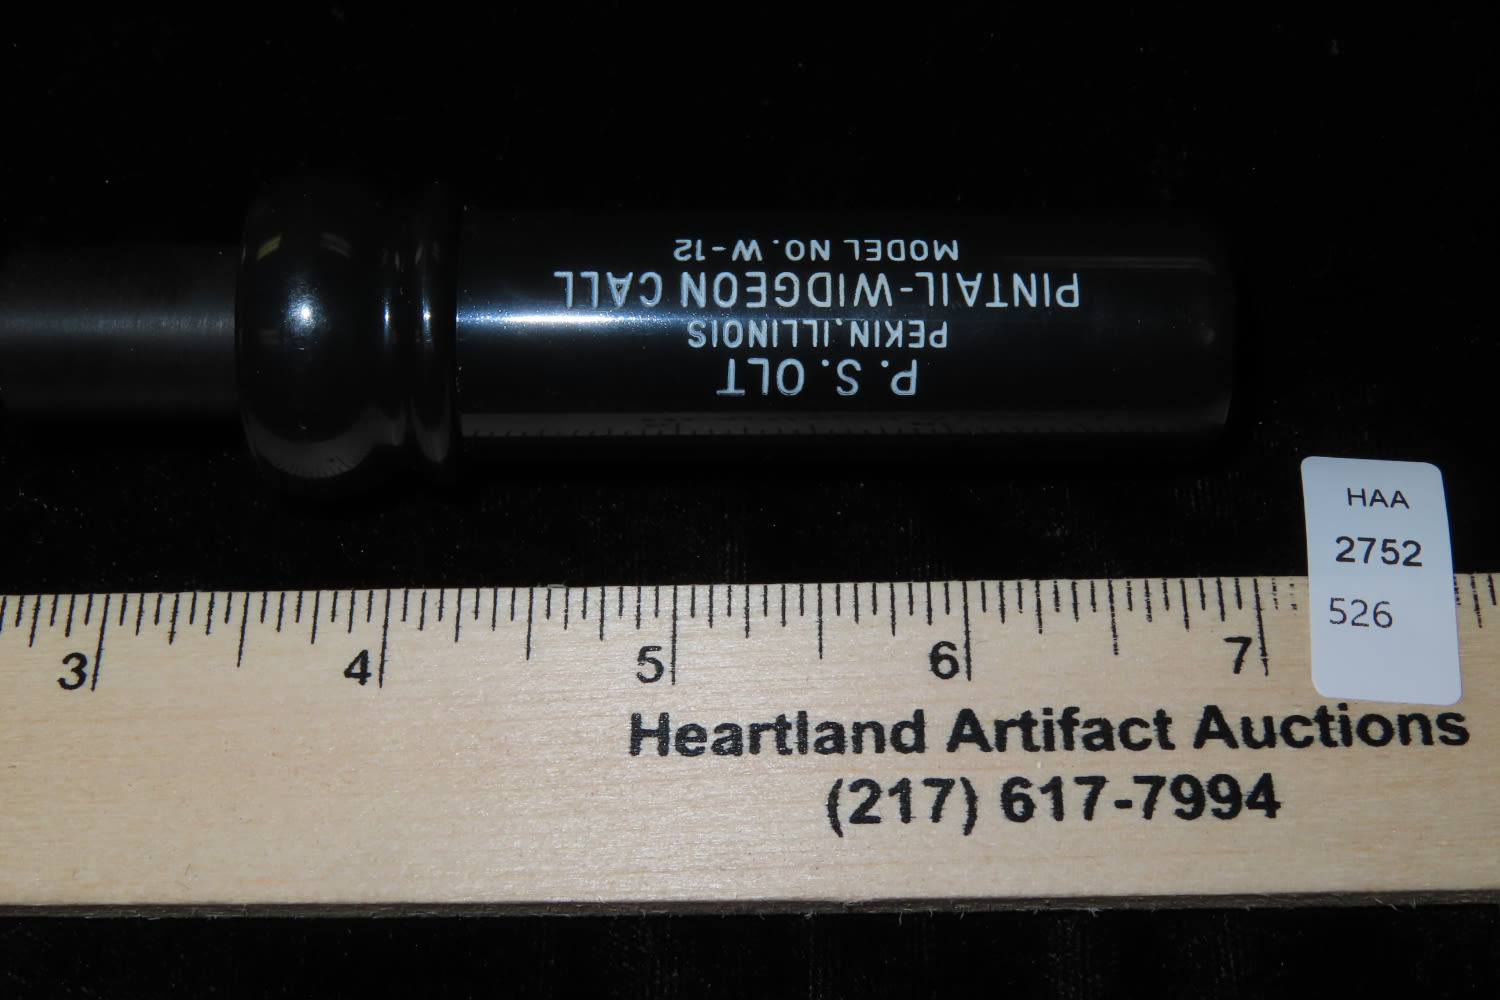 P. S. OLT
PEKIN, ILLINOIS
PINTAIL-WIDGEON CALL
MODEL NO. W-12
HAA
2752
526
3 4 5 6 7
Heartland Artifact Auctions
(217) 617-7994